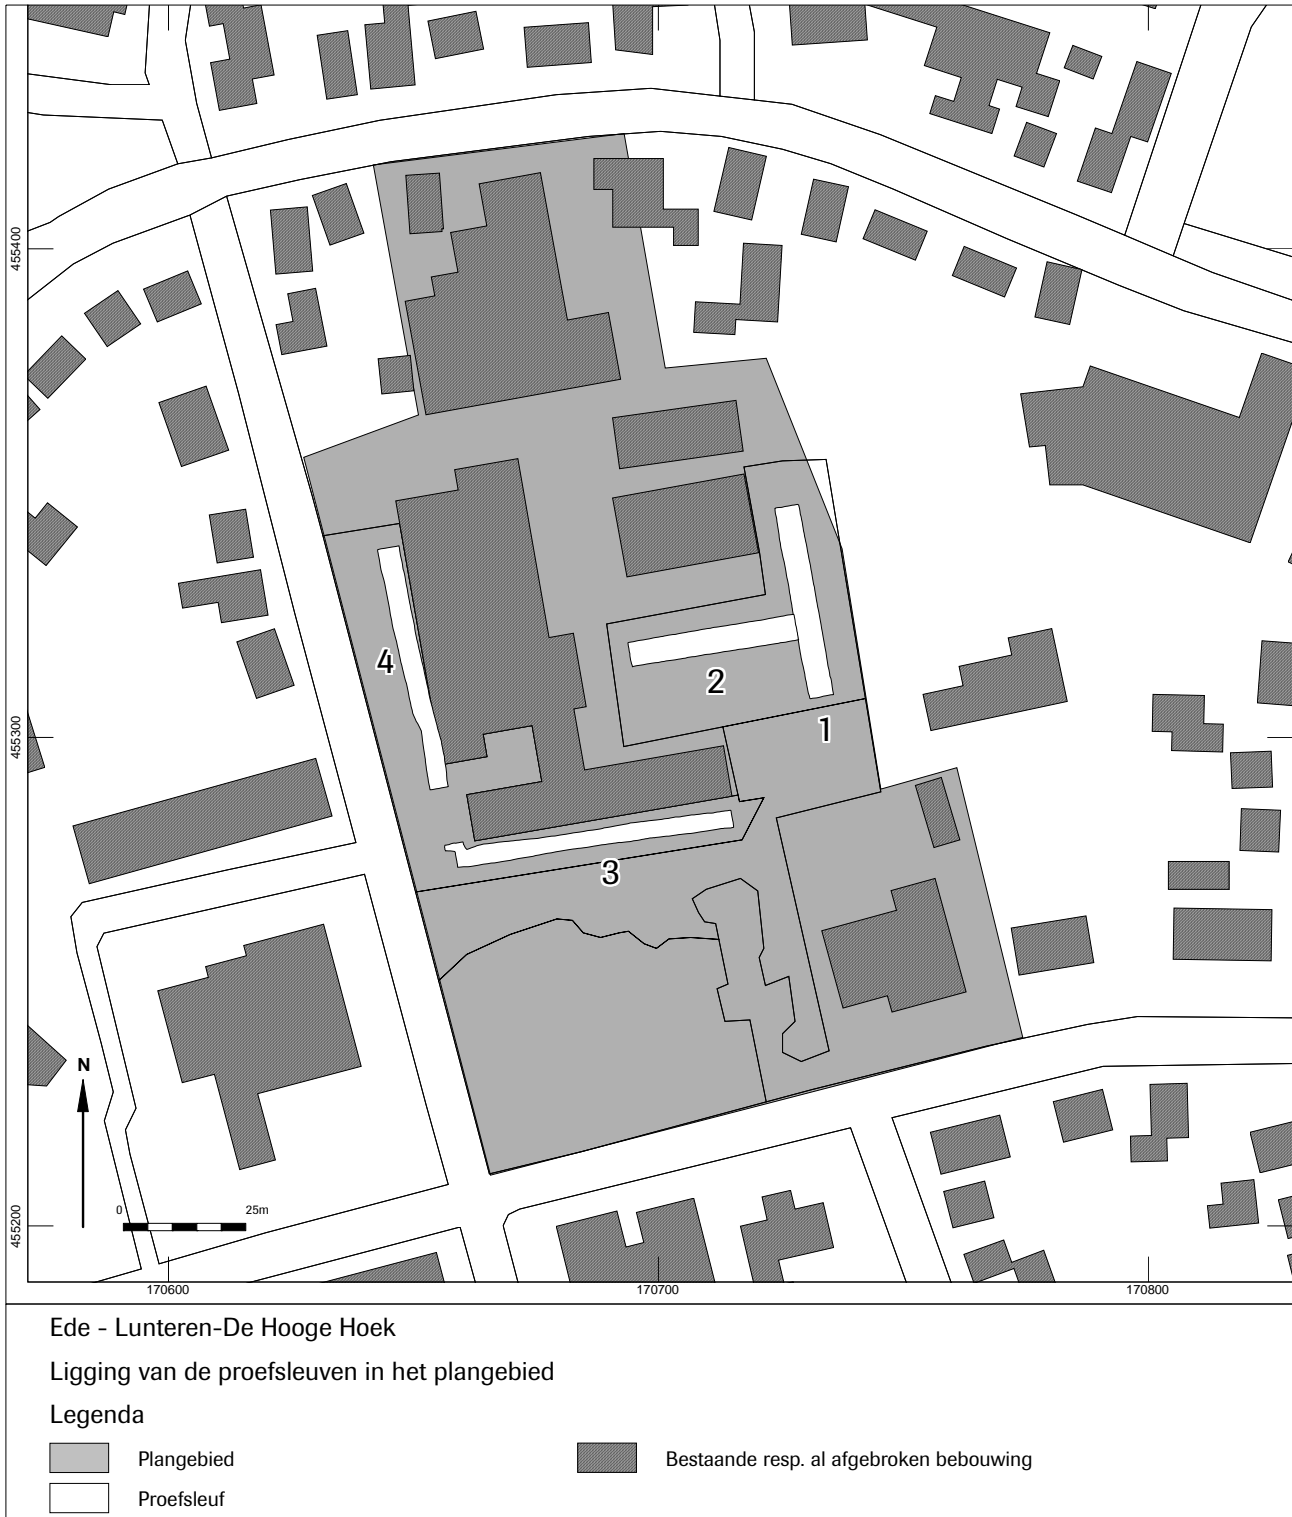 455400
4
2
1
455300
3
N
0 25m
455200
170600 170700 170800
Ede - Lunteren-De Hooge Hoek
Ligging van de proefsleuven in het plangebied
Legenda
Plangebied
Bestaande resp. al afgebroken bebouwing
Proefsleuf